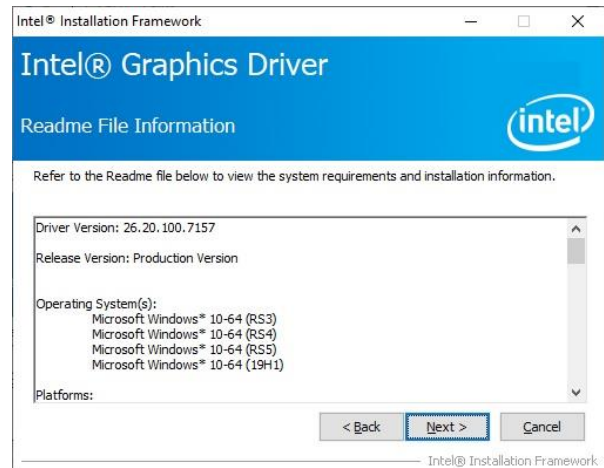 Intel® Installation Framework
Intel® Graphics Driver
Readme File Information
intel
Refer to the Readme file below to view the system requirements and installation information.
Driver Version: 26.20.100.7157
Release Version: Production Version
Operating System(s):
Microsoft Windows* 10-64 (RS3)
Microsoft Windows* 10-64 (RS4)
Microsoft Windows* 10-64 (RS5)
Microsoft Windows* 10-64 (19H1)
Platforms:
< Back Next > Cancel
Intel® Installation Framework